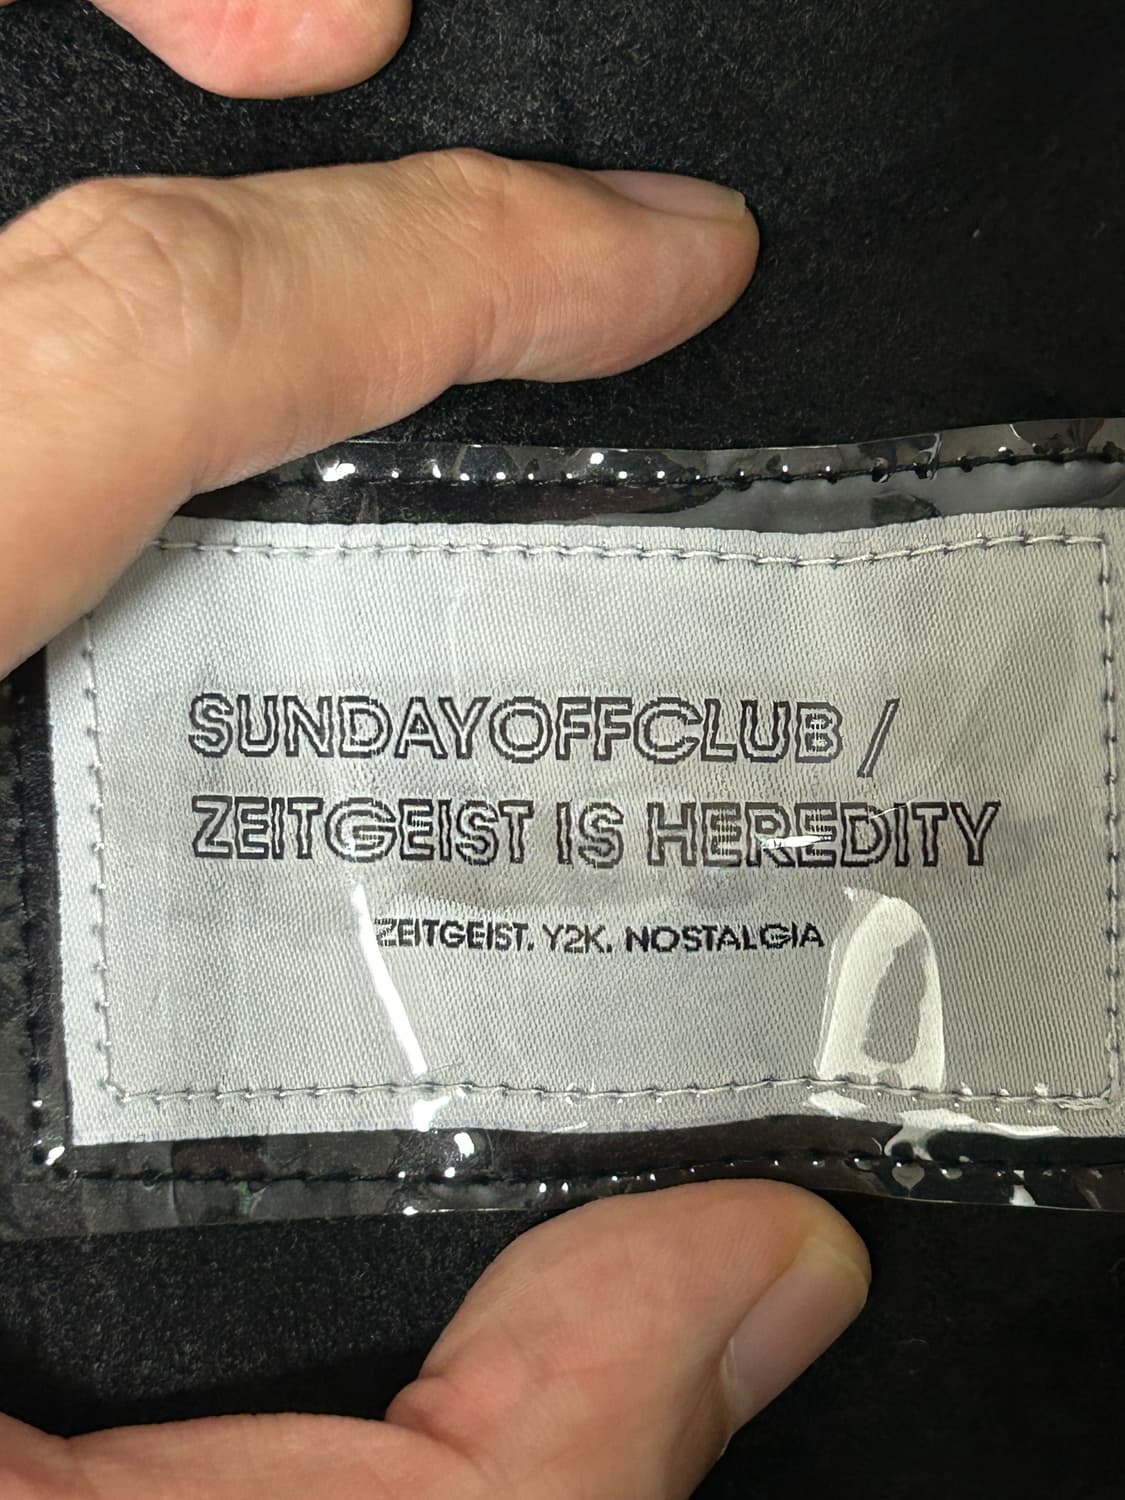 SUNDAYOFFCLUB /
ZEITGEIST IS HEREDITY
ZEITGEIST. Y2K. NOSTALGIA